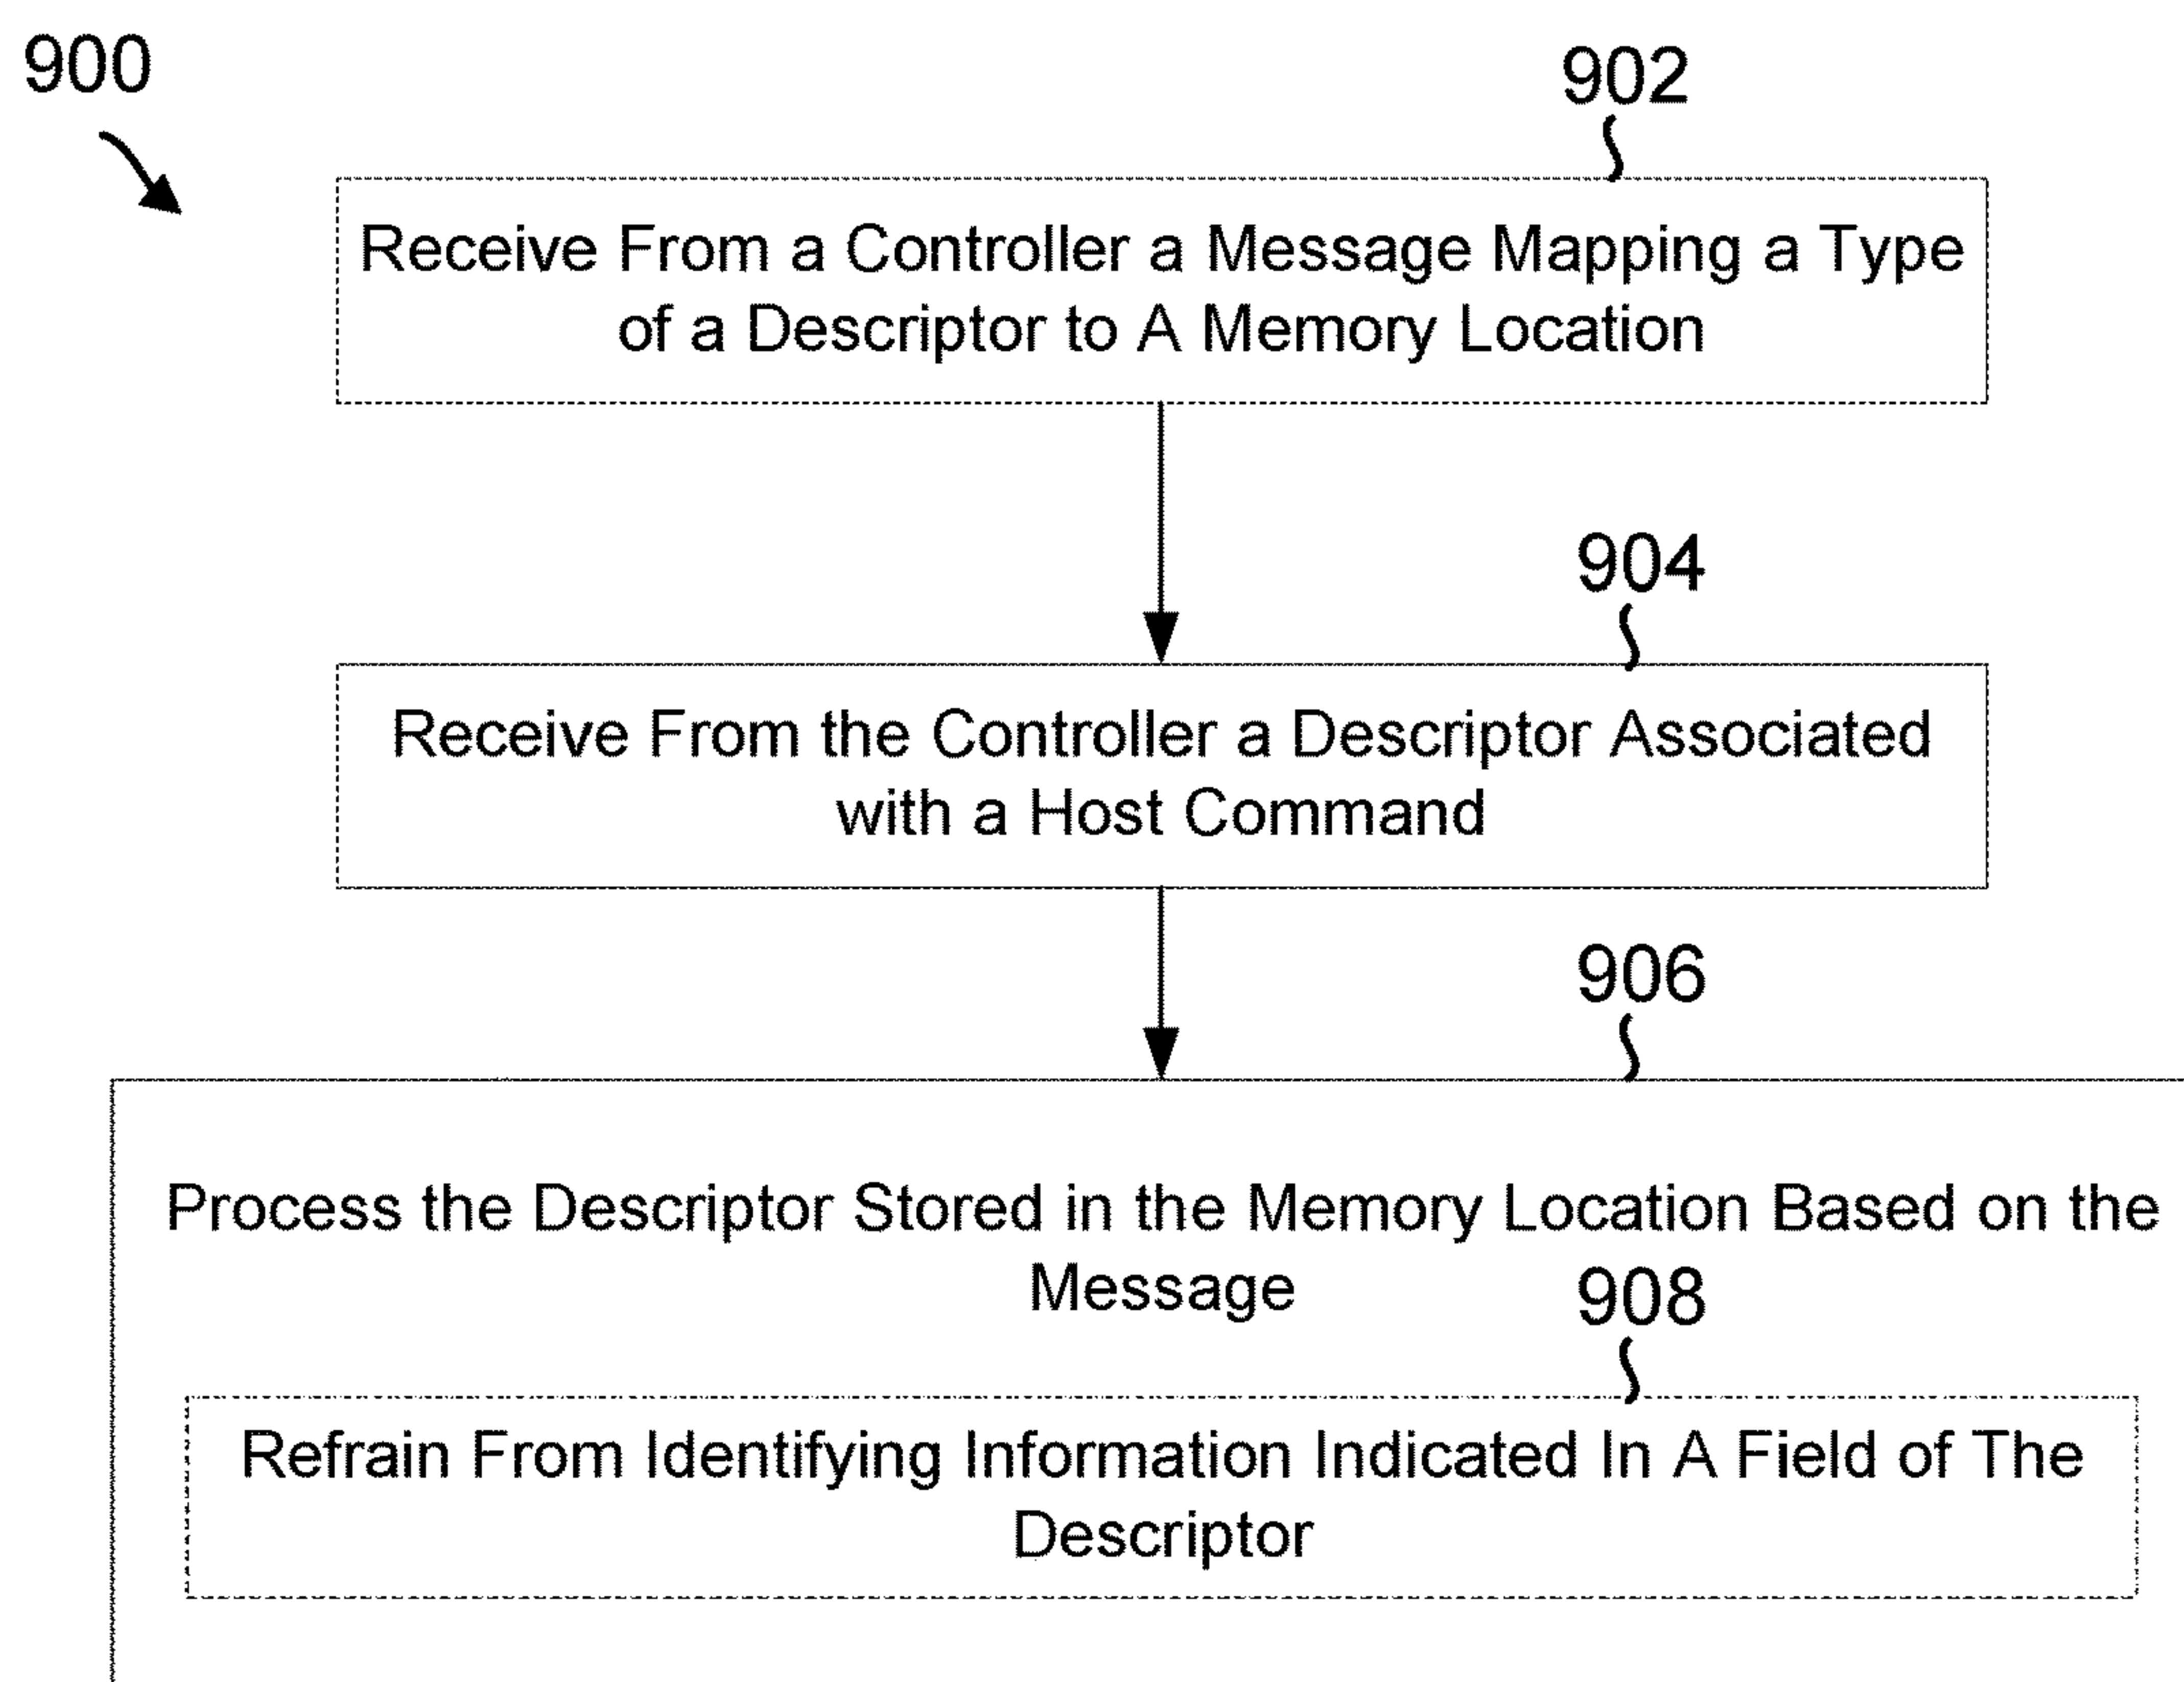 900
902
Receive From a Controller a Message Mapping a Type
of a Descriptor to A Memory Location
904
Receive From the Controller a Descriptor Associated
with a Host Command
906
Process the Descriptor Stored in the Memory Location Based on the
Message
908
Refrain From Identifying Information Indicated In A Field of The
Descriptor